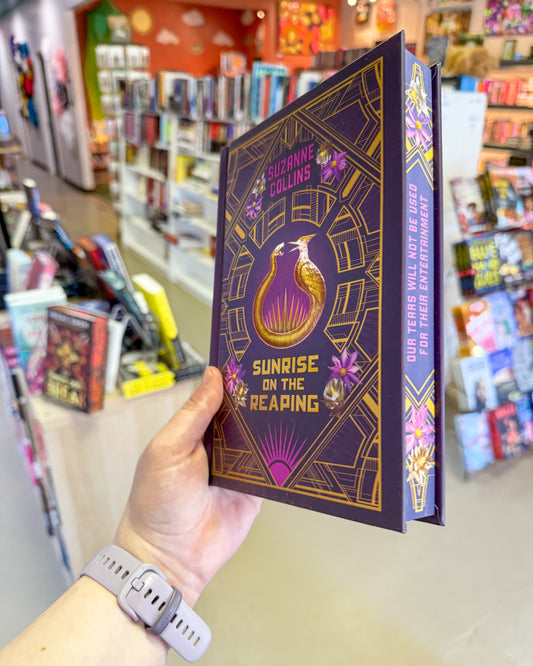 SUZANNE
COLLINS
SUNRISE
ON THE
REAPING
OUR TEARS WILL NOT BE USED
FOR THEIR ENTERTAINMENT